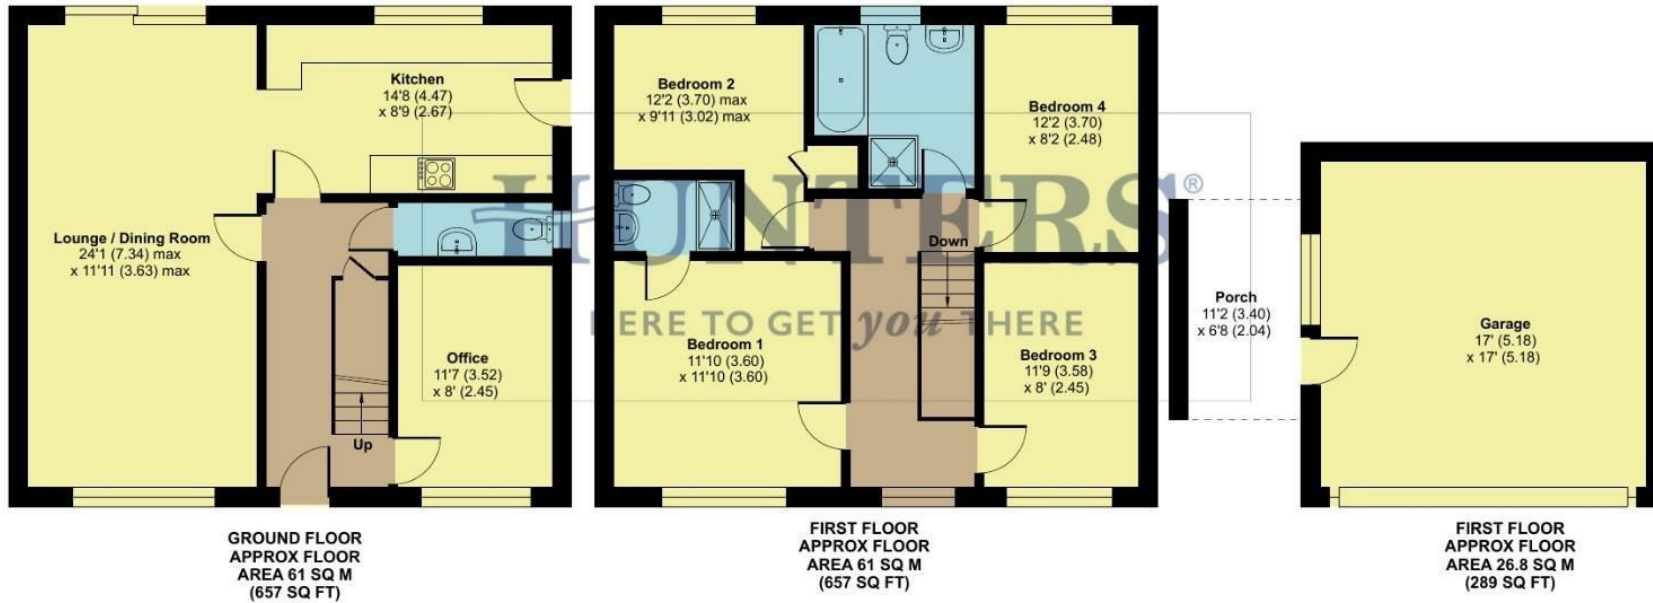 Kitchen
14'8 (4.47)
x 8'9 (2.67)
Lounge / Dining Room
24'1 (7.34) max
x 11'11 (3.63) max
Office
11'7 (3.52)
x 8' (2.45)
Up
GROUND FLOOR
APPROX FLOOR
AREA 61 SQ M
(657 SQ FT)
Bedroom 2
12'2 (3.70) max
x 9'11 (3.02) max
Bedroom 4
12'2 (3.70)
x 8'2 (2.48)
Down
Bedroom 1
11'10 (3.60)
x 11'10 (3.60)
Bedroom 3
11'9 (3.58)
x 8' (2.45)
FIRST FLOOR
APPROX FLOOR
AREA 61 SQ M
(657 SQ FT)
HUNTERS®
HERE TO GET you THERE
Porch
11'2 (3.40)
x 6'8 (2.04)
Garage
17' (5.18)
x 17' (5.18)
FIRST FLOOR
APPROX FLOOR
AREA 26.8 SQ M
(289 SQ FT)